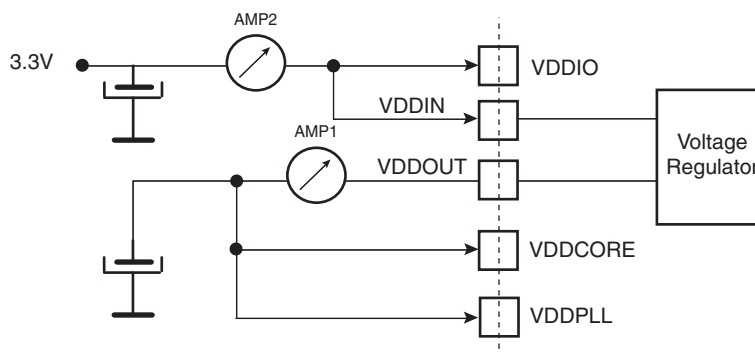 AMP2
3.3V
VDDIO
VDDIN
AMP1
VDDOUT
Voltage
Regulator
VDDCORE
VDDPLL